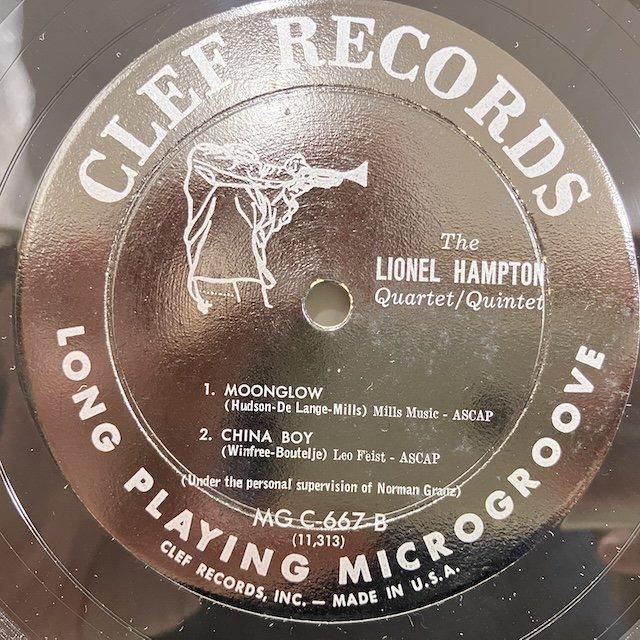 CLEF RECORDS
The
LIONEL HAMPTON
Quartet/Quintet
1. MOONGLOW
(Hudson-De Lange-Mills) Mills Music - ASCAP
2. CHINA BOY
(Winfree-Boutelje) Leo Feist - ASCAP
(Under the personal supervision of Norman Granz)
MG C-667-B
(11,313)
LONG PLAYING MICROGROOVE
CLEF RECORDS, INC. — MADE IN U.S.A.